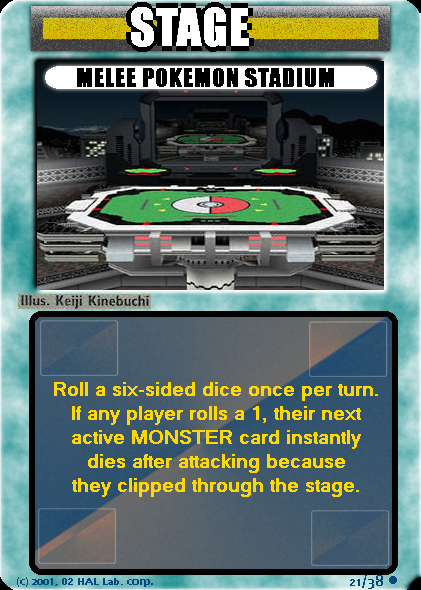 STAGE
MELEE POKEMON STADIUM
Illus. Keiji Kinebuchi
Roll a six-sided dice once per turn.
If any player rolls a 1, their next
active MONSTER card instantly
dies after attacking because
they clipped through the stage.
(c) 2001, 02 HAL Lab. corp.
21/38